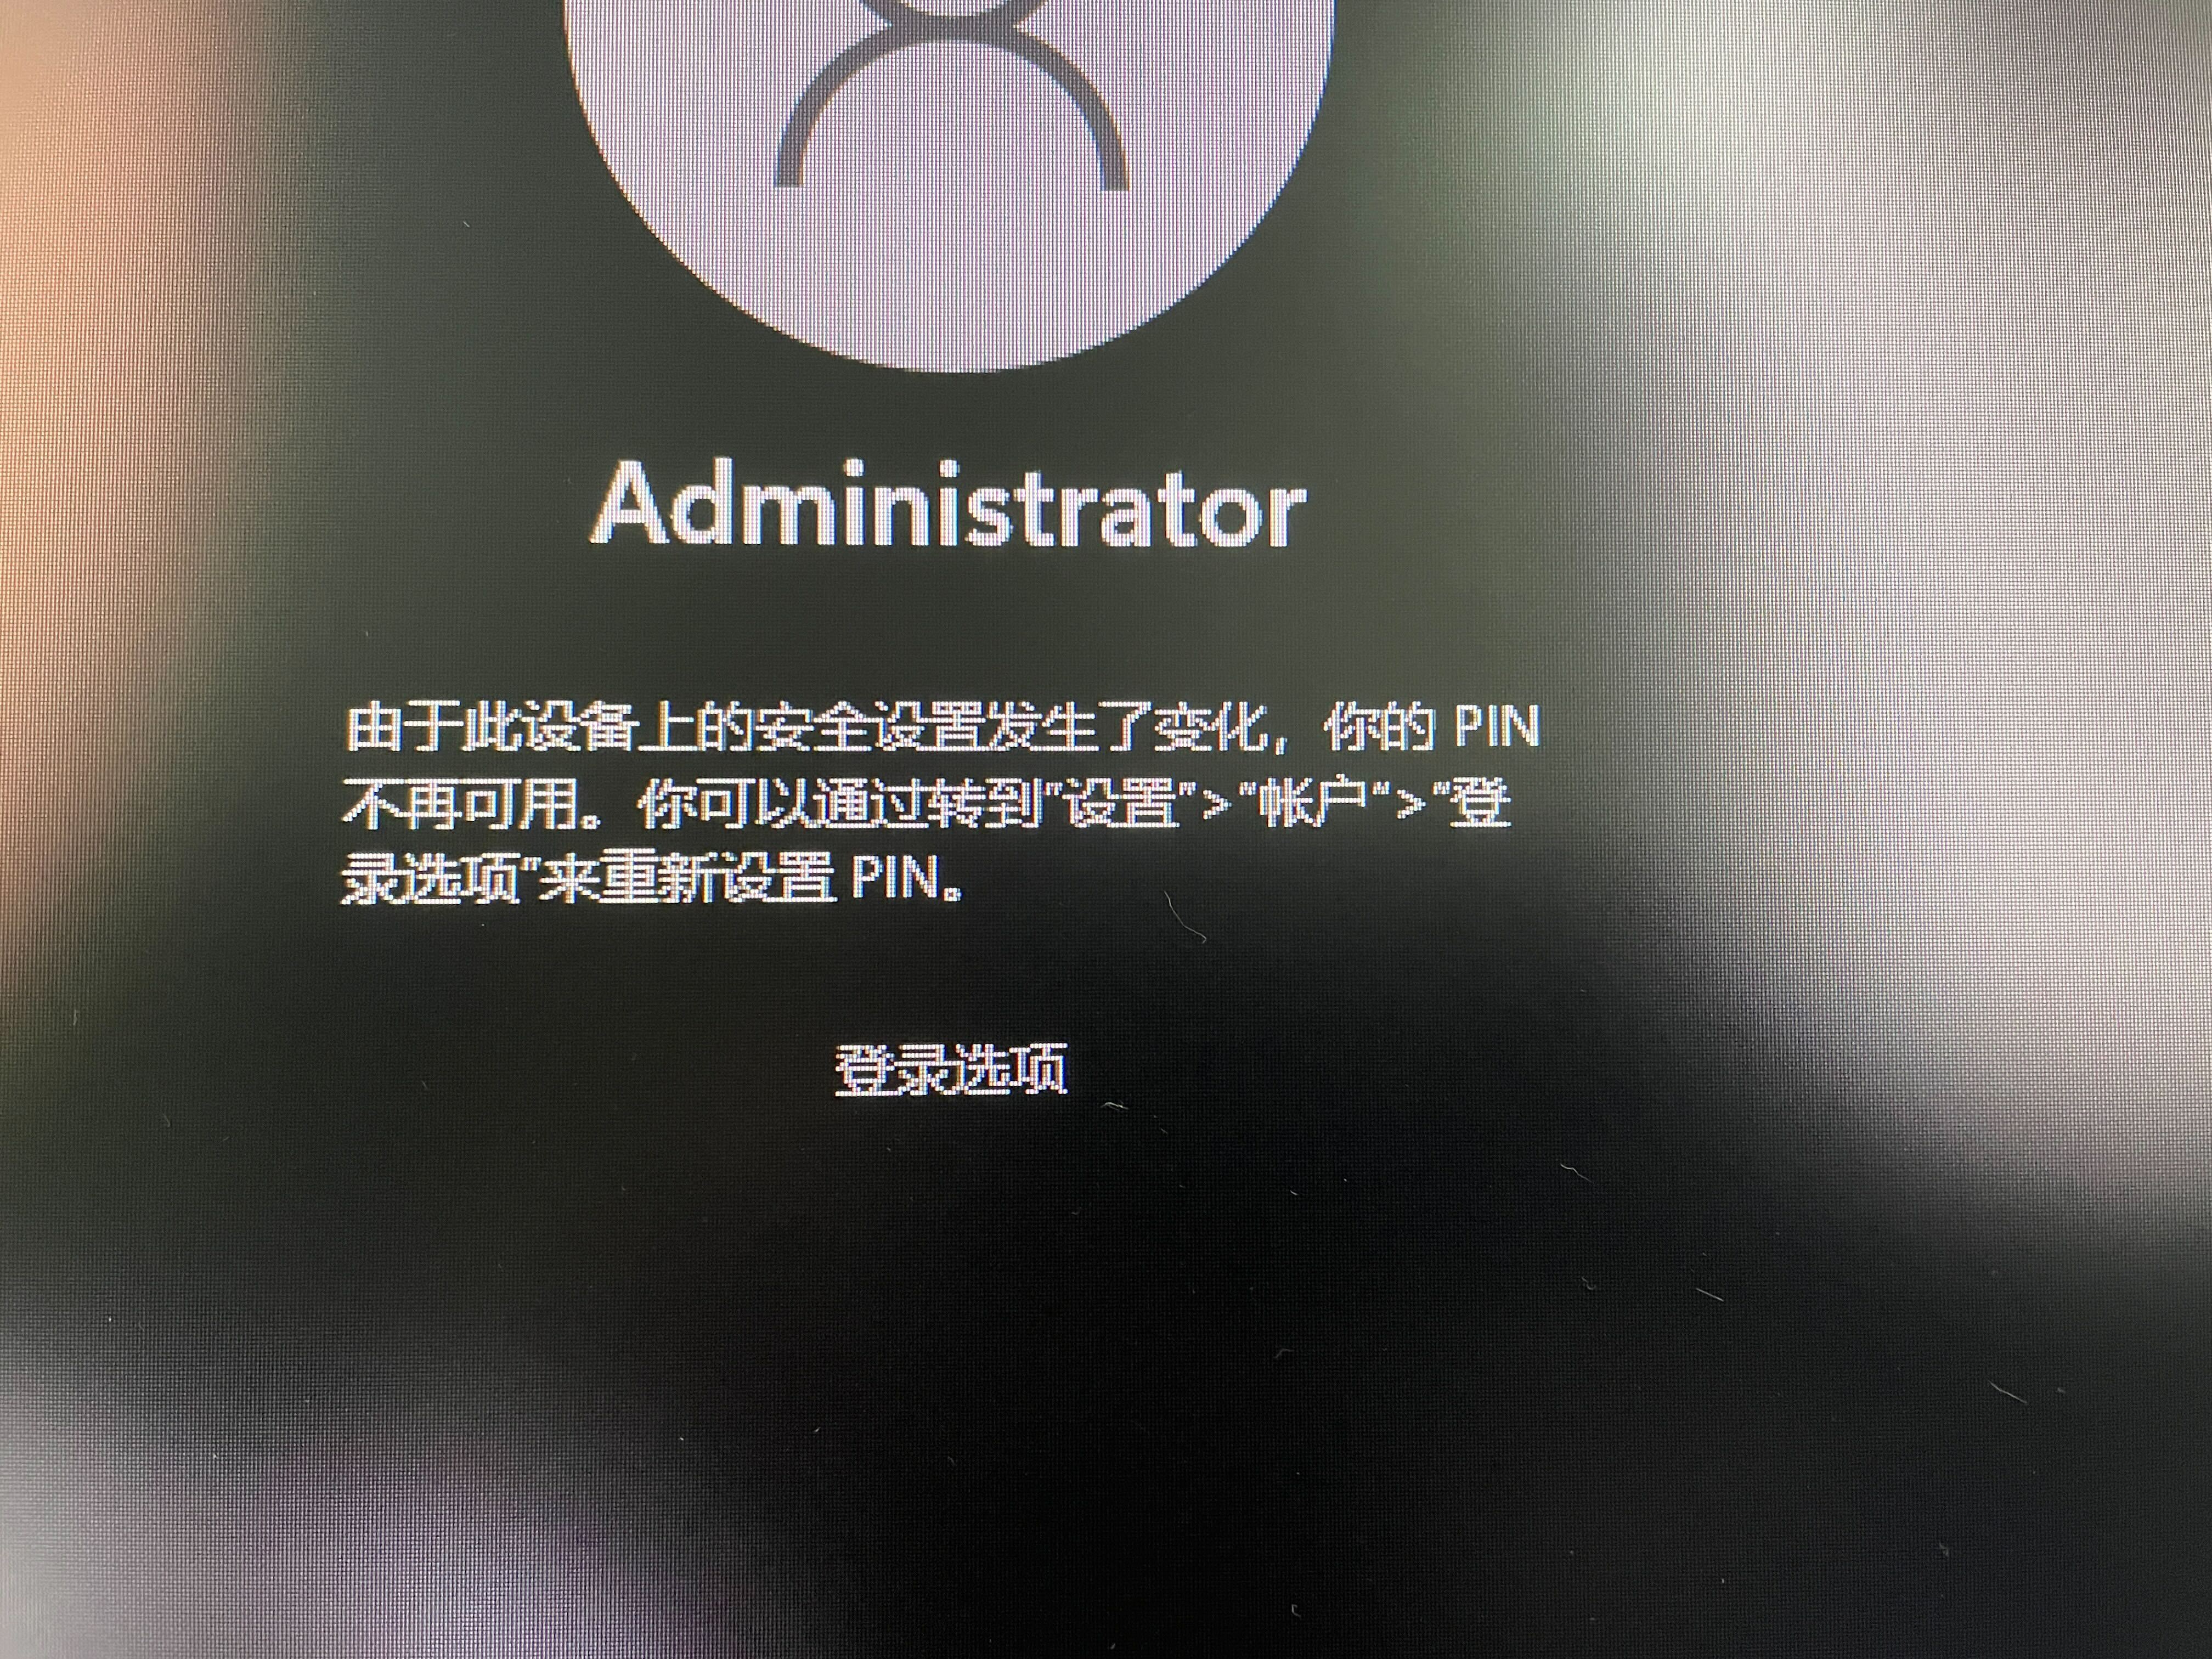 Administrator
由于此设备上的安全设置发生了变化，你的 PIN
不再可用。你可以通过转到"设置">"帐户“>"登
录选项"来重新设置 PIN。
登录选项